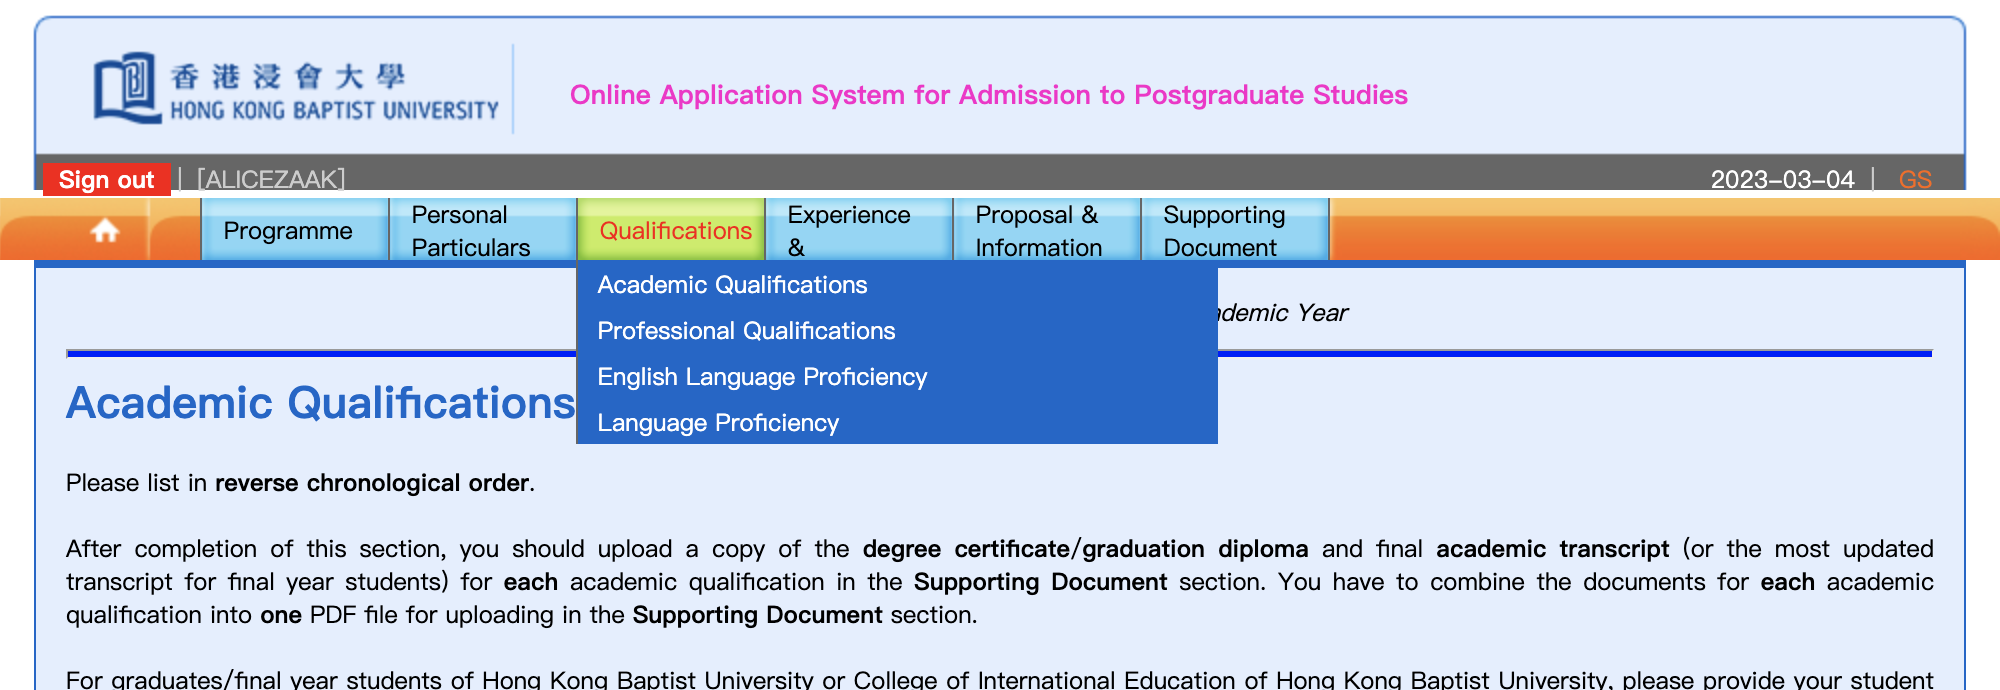 香港浸會大學
HONG KONG BAPTIST UNIVERSITY
Online Application System for Admission to Postgraduate Studies
Sign out | [ALICEZAAK]
2023-03-04 | GS
Programme
Personal
Particulars
Qualifications
Experience
&
Proposal &
Information
Supporting
Document
Academic Qualifications
Professional Qualifications
English Language Proficiency
Language Proficiency
Year
Academic Qualifications
Please list in reverse chronological order.
After completion of this section, you should upload a copy of the degree certificate/graduation diploma and final academic transcript (or the most updated
transcript for final year students) for each academic qualification in the Supporting Document section. You have to combine the documents for each academic
qualification into one PDF file for uploading in the Supporting Document section.
For graduates/final year students of Hong Kong Baptist University or College of International Education of Hong Kong Baptist University, please provide your student